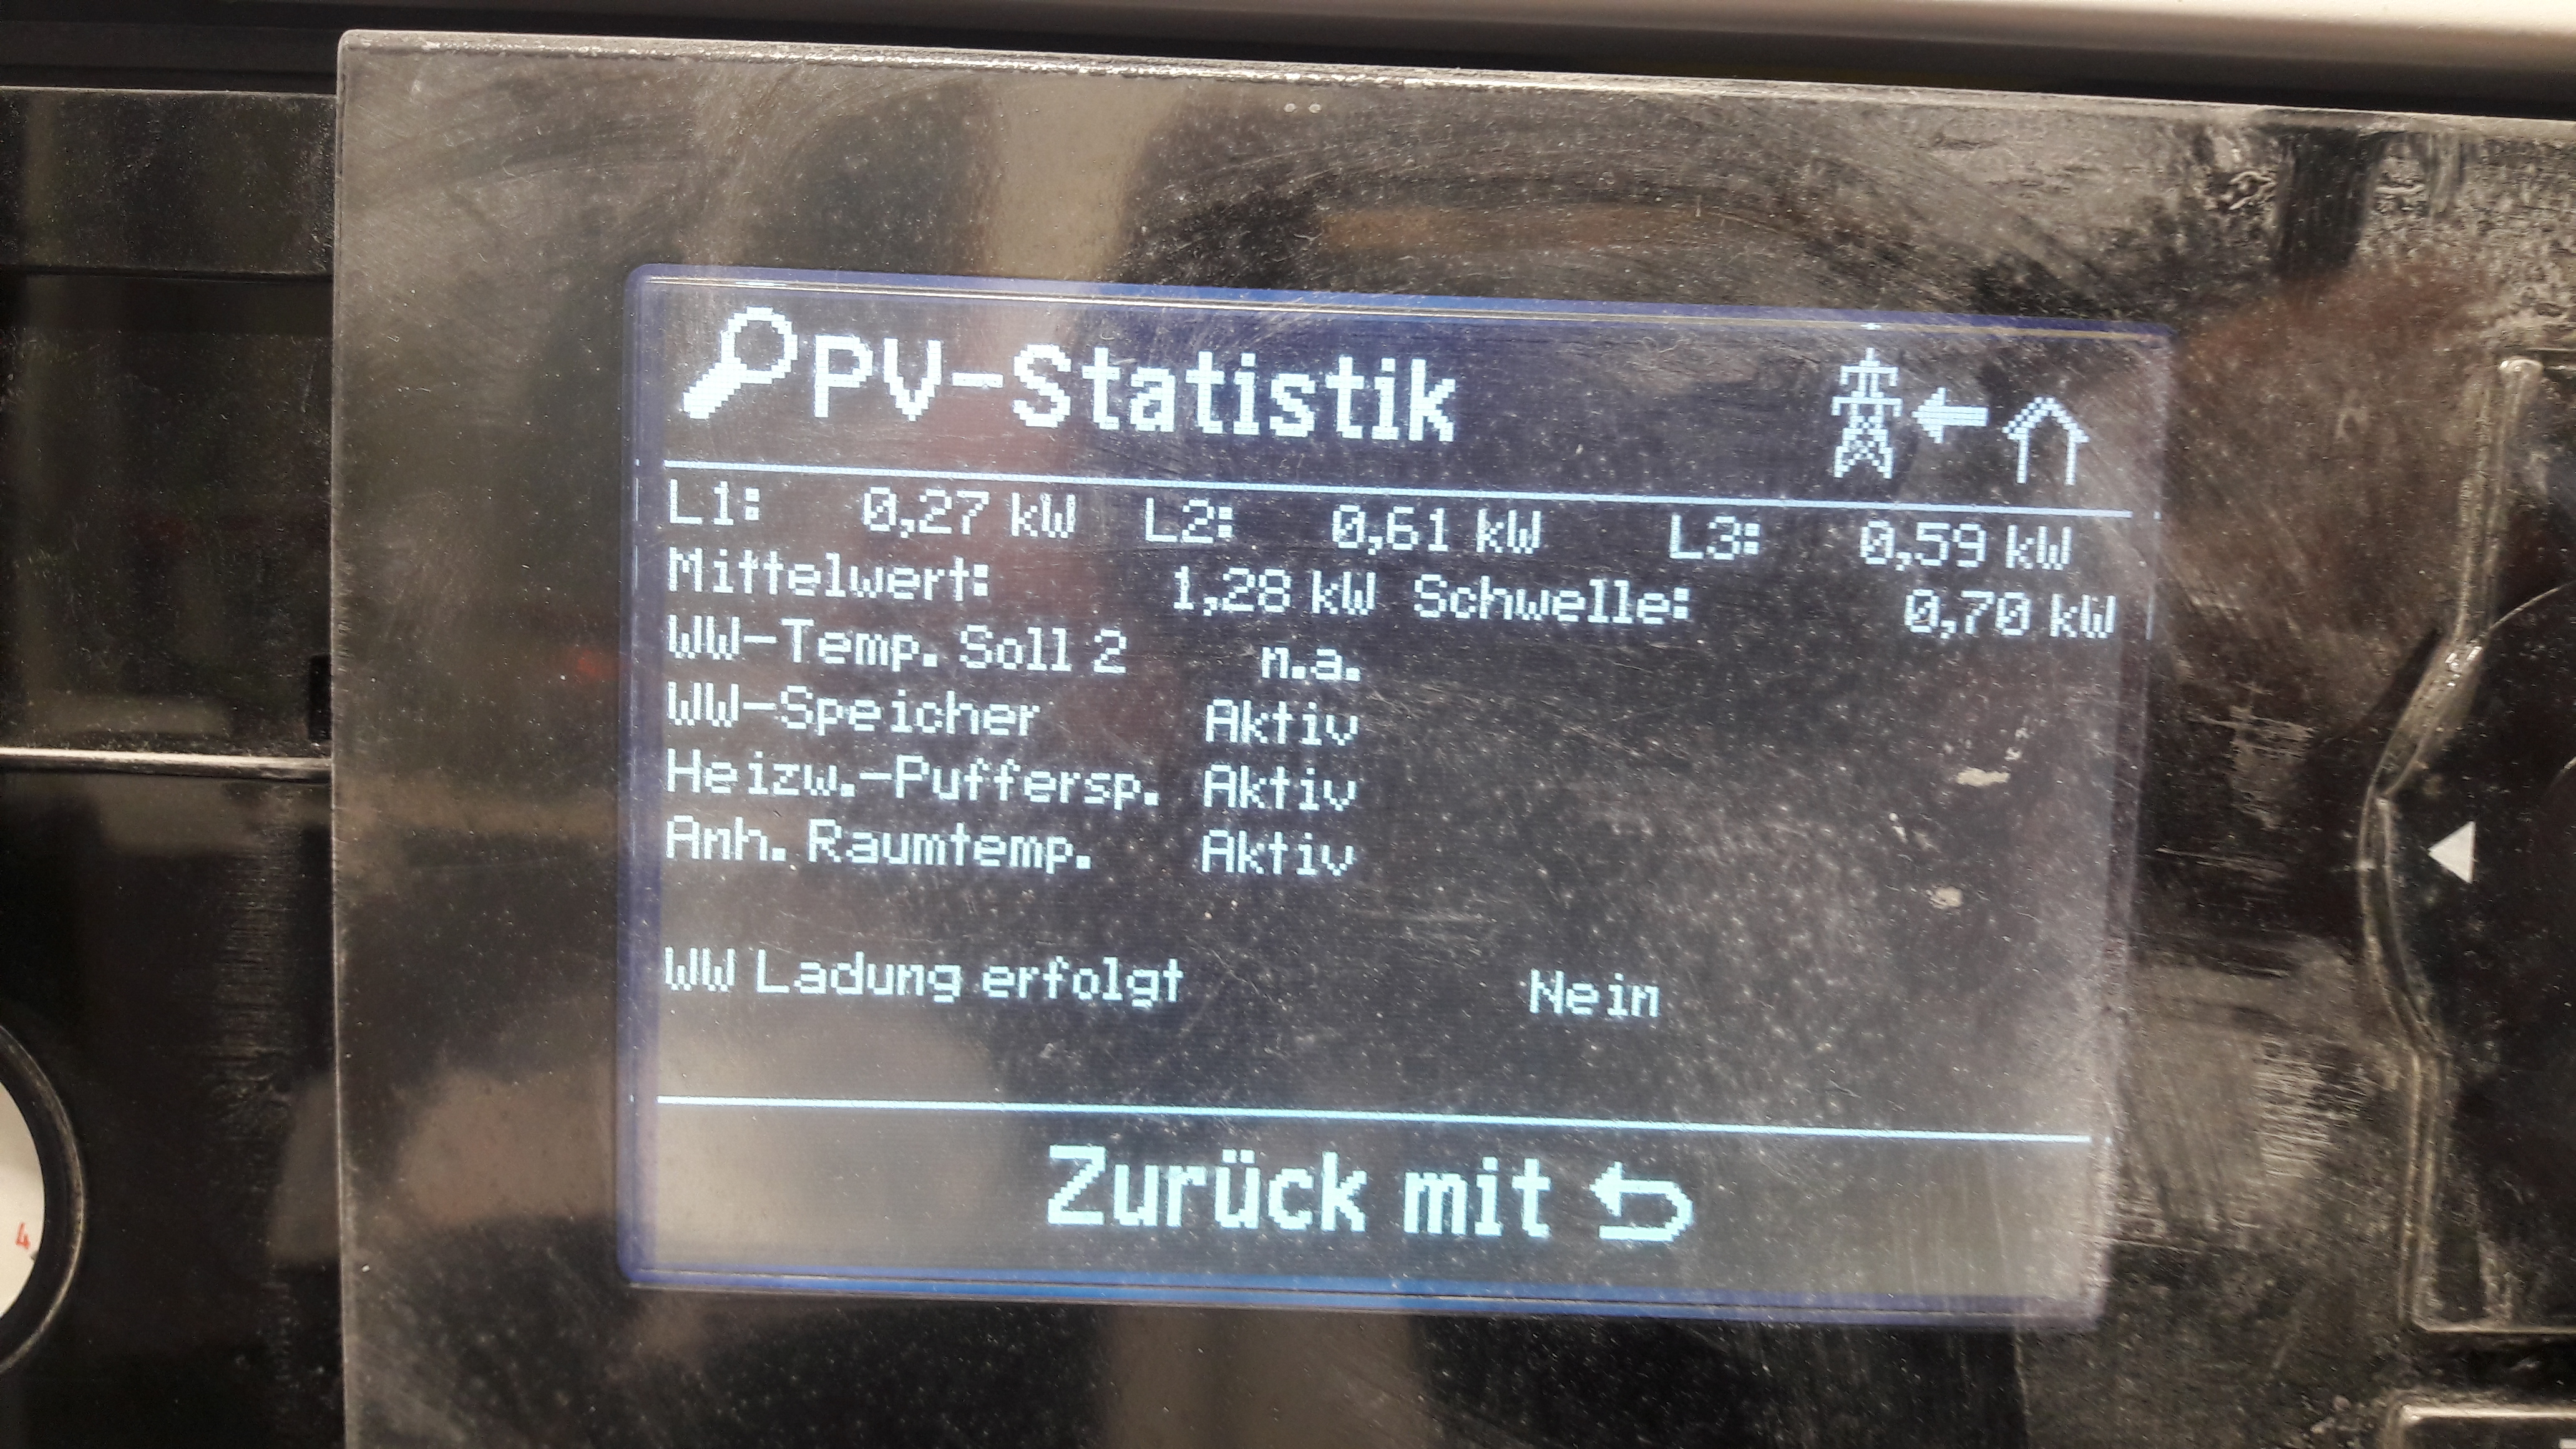 PV-Statistik
L1: 0,27 kW L2: 0,61 kW L3: 0,59 kW
Mittelwert: 1,28 kW Schwelle: 0,70 kW
WW-Temp. Soll 2 n.a.
WW-Speicher Aktiv
Heizw.-Puffersp. Aktiv
Anh. Raumtemp. Aktiv
WW Ladung erfolgt Nein
Zurück mit
4